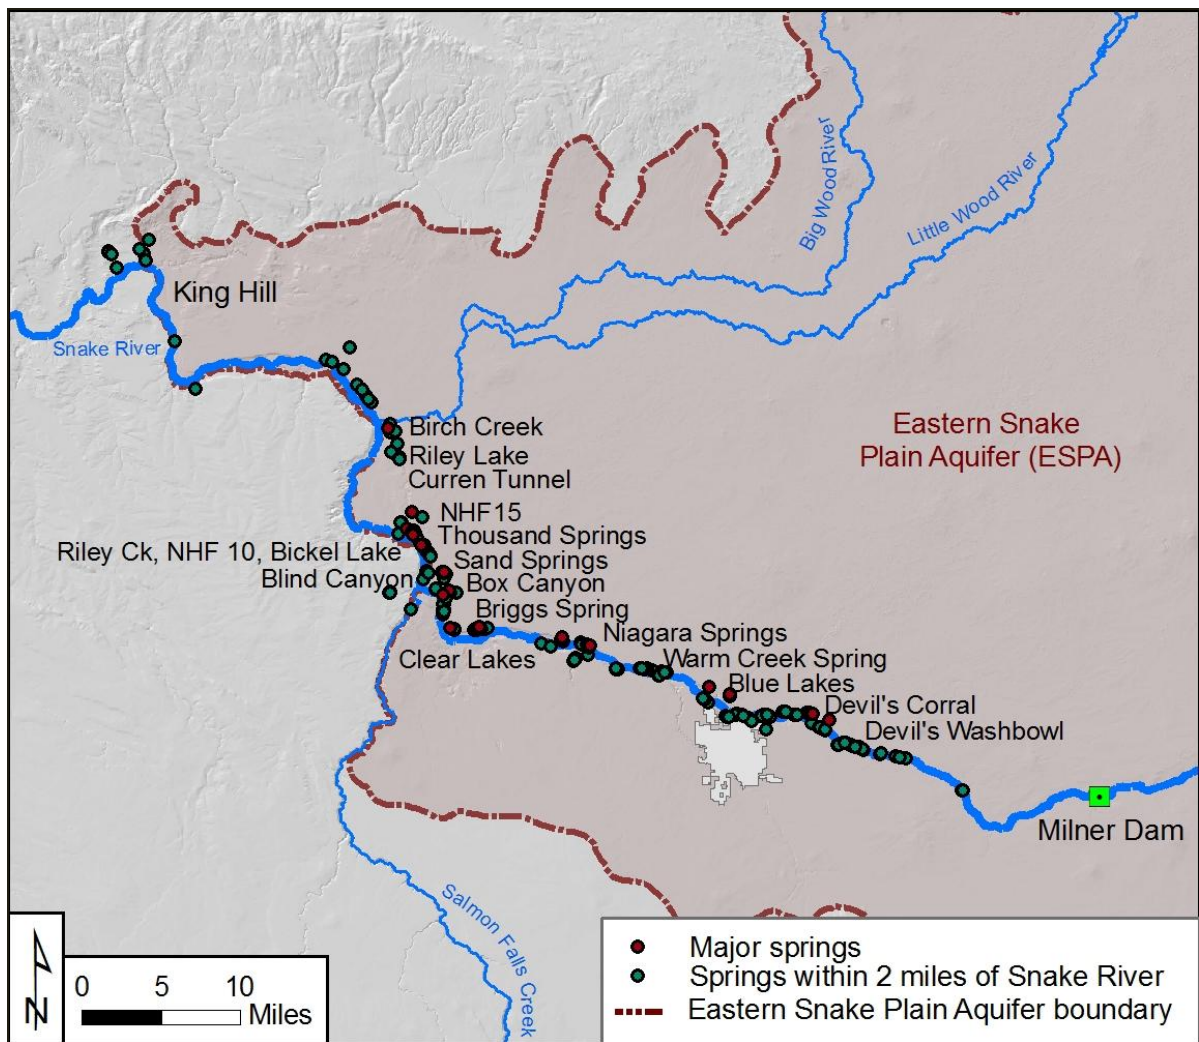 Big Wood River
Little Wood River
King Hill
Snake River
Eastern Snake
Plain Aquifer (ESPA)
Birch Creek
Riley Lake
Curren Tunnel
NHF15
Thousand Springs
Riley Ck, NHF 10, Bickel Lake
Sand Springs
Blind Canyon
Box Canyon
Briggs Spring
Niagara Springs
Clear Lakes
Warm Creek Spring
Blue Lakes
Devil's Corral
Devil's Washbowl
Milner Dam
Salmon Falls Creek
N
0 5 10
Miles
Major springs
Springs within 2 miles of Snake River
Eastern Snake Plain Aquifer boundary